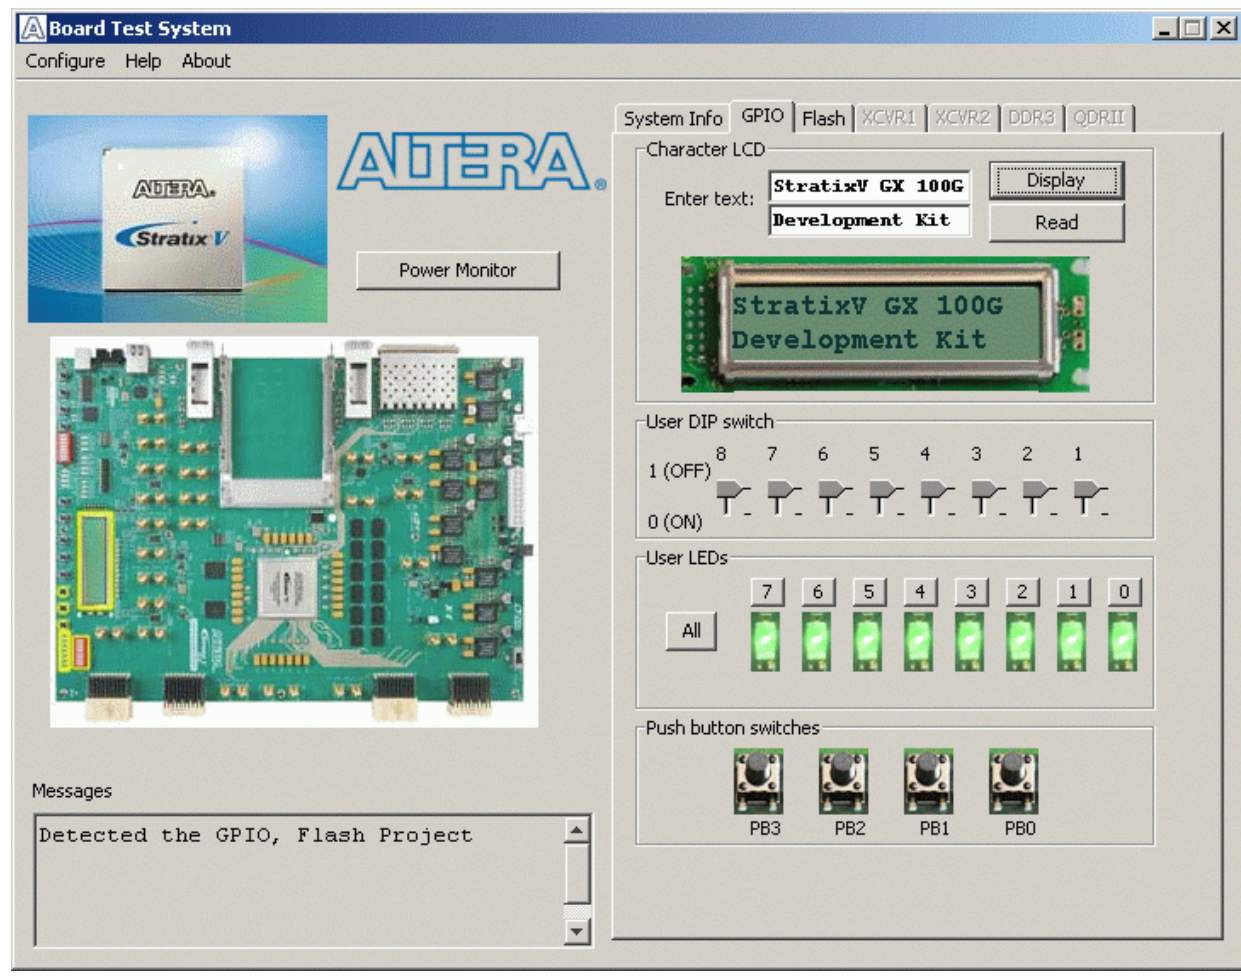 Board Test System
Configure Help About
ALTERA.
Stratix V
ALTERA®
Power Monitor
Messages
Detected the GPIO, Flash Project
System Info GPIO Flash XCVR1 XCVR2 DDR3 QDRII
Character LCD
Enter text:
StratixV GX 100G
Development Kit
Display
Read
StratixV GX 100G
Development Kit
User DIP switch
8 7 6 5 4 3 2 1
1 (OFF)
0 (ON)
User LEDs
7 6 5 4 3 2 1 0
All
Push button switches
PB3 PB2 PB1 PB0